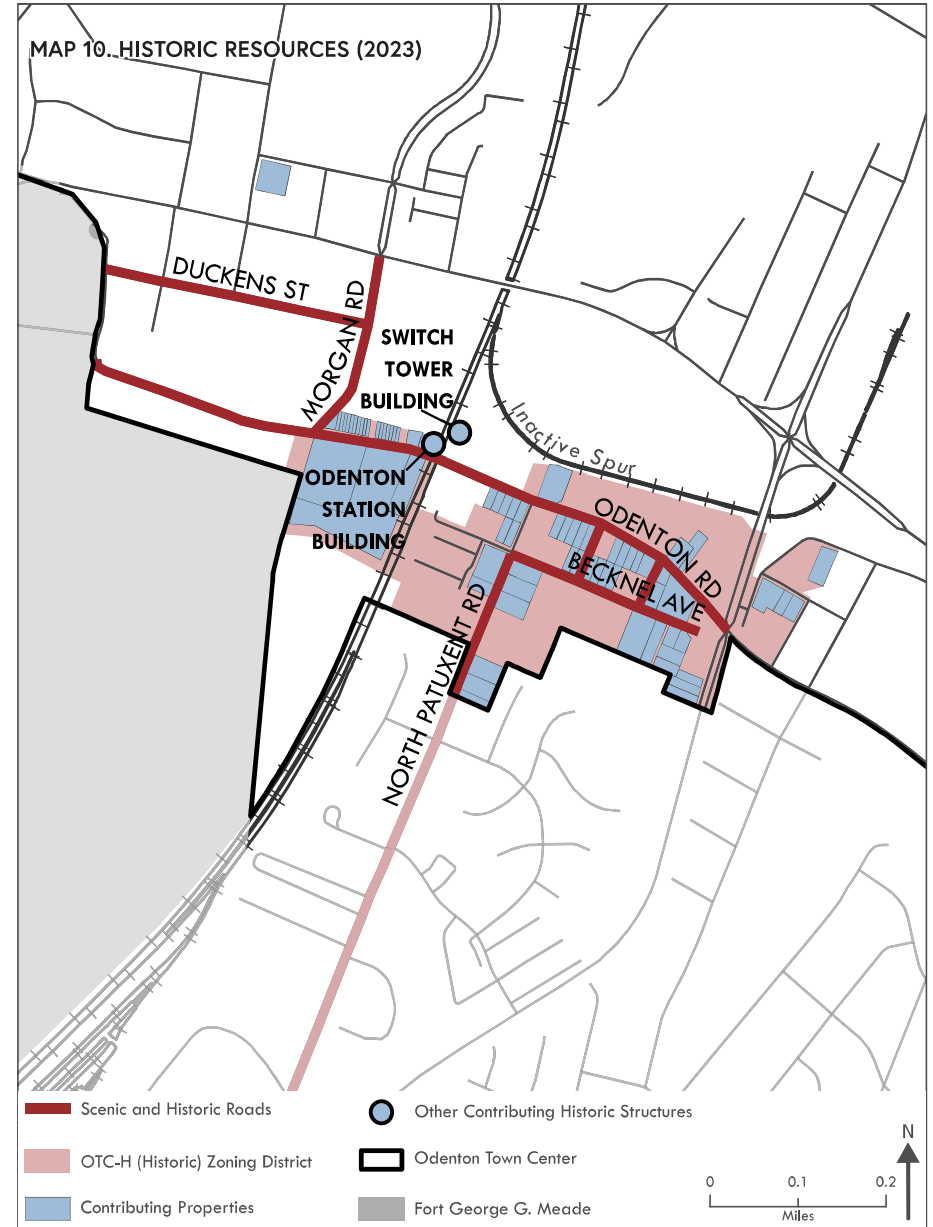 MAP 10. HISTORIC RESOURCES (2023)
DUCKENS ST
MORGAN RD
SWITCH
TOWER
BUILDING
Inactive Spur
ODENTON
STATION
BUILDING
ODENTON RD
BECKNEL AVE
NORTH PATUXENT RD
Scenic and Historic Roads
Other Contributing Historic Structures
OTC-H (Historic) Zoning District
Odenton Town Center
Contributing Properties
Fort George G. Meade
N
0 0.1 0.2
Miles